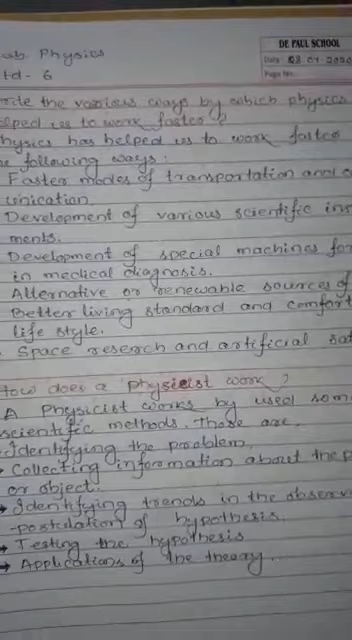 DE PAUL SCHOOL
Physics
Date
Page No.
td - 6
the various ways by which physics
us to work faster ?
has helped us to work faster
following ways :
Faster modes of transportation and
Development of various scientific ins
ments.
Development of special machines for
in medical diagnosis.
Alternative or renewable sources of
Better living standard and comfort
life style.
Space research and artificial sat
How does a physicist work ?
A Physicist works by used som
scientific methods. Those are.
Identifying the problem
→ Collecting information about the p
or object.
→ Identifying trends in the observ
- postulation of hypothesis.
→ Testing the hypothesis
→ Applications of the theory.